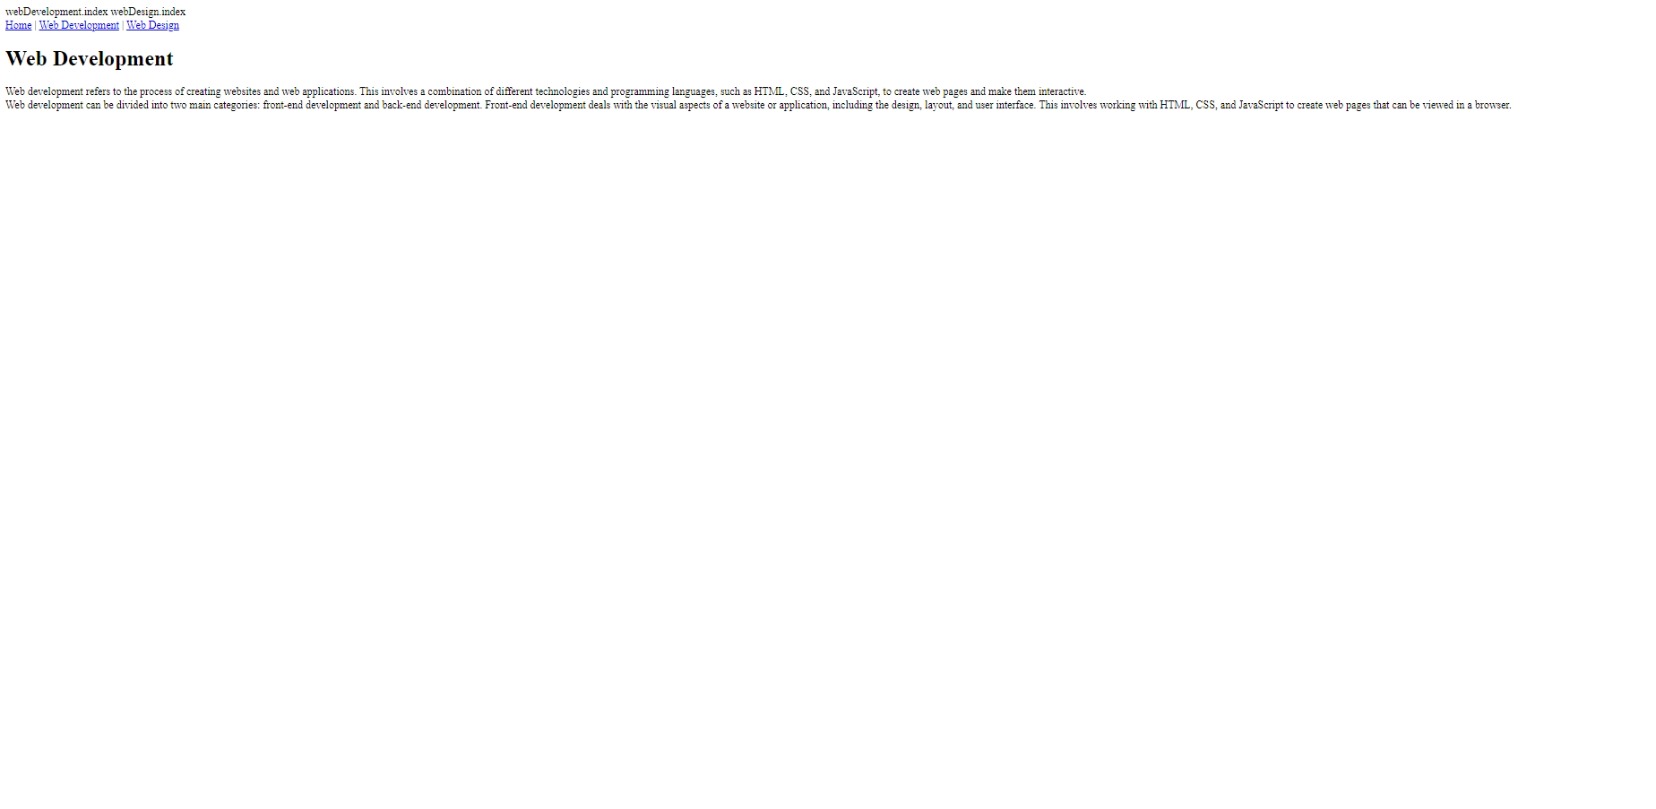 webDevelopment.index webDesign.index
Home | Web Development | Web Design
Web Development
Web development refers to the process of creating websites and web applications. This involves a combination of different technologies and programming languages, such as HTML, CSS, and JavaScript, to create web pages and make them interactive.
Web development can be divided into two main categories: front-end development and back-end development. Front-end development deals with the visual aspects of a website or application, including the design, layout, and user interface. This involves working with HTML, CSS, and JavaScript to create web pages that can be viewed in a browser.